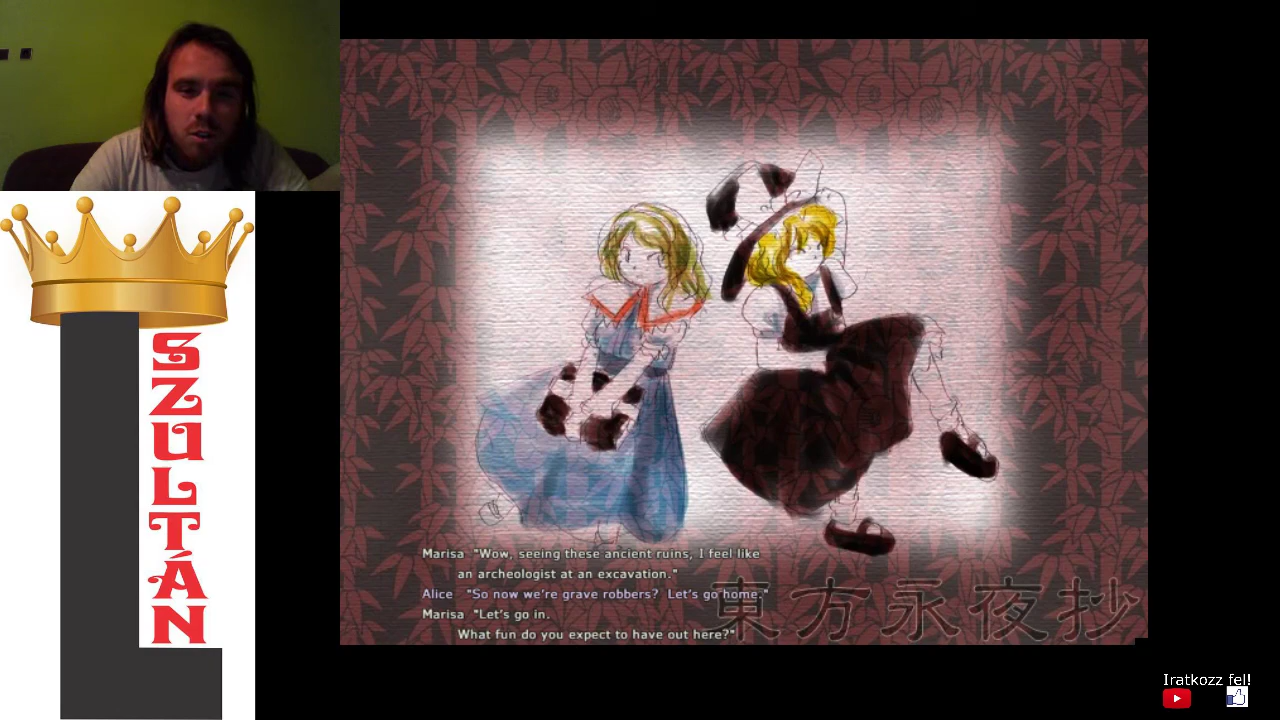 L
SZULTÁN
Marisa "Wow, seeing these ancient ruins, I feel like
an archeologist at an excavation."
Alice "So now we're grave robbers? Let's go home."
Marisa "Let's go in.
What fun do you expect to have out here?"
東方永夜抄
Iratkozz fel!